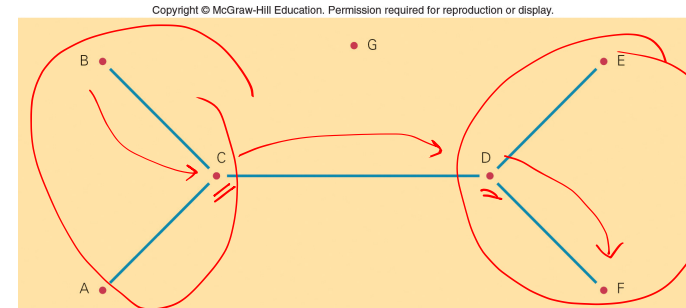 Copyright © McGraw-Hill Education. Permission required for reproduction or display.
G
B
E
C
D
A
F